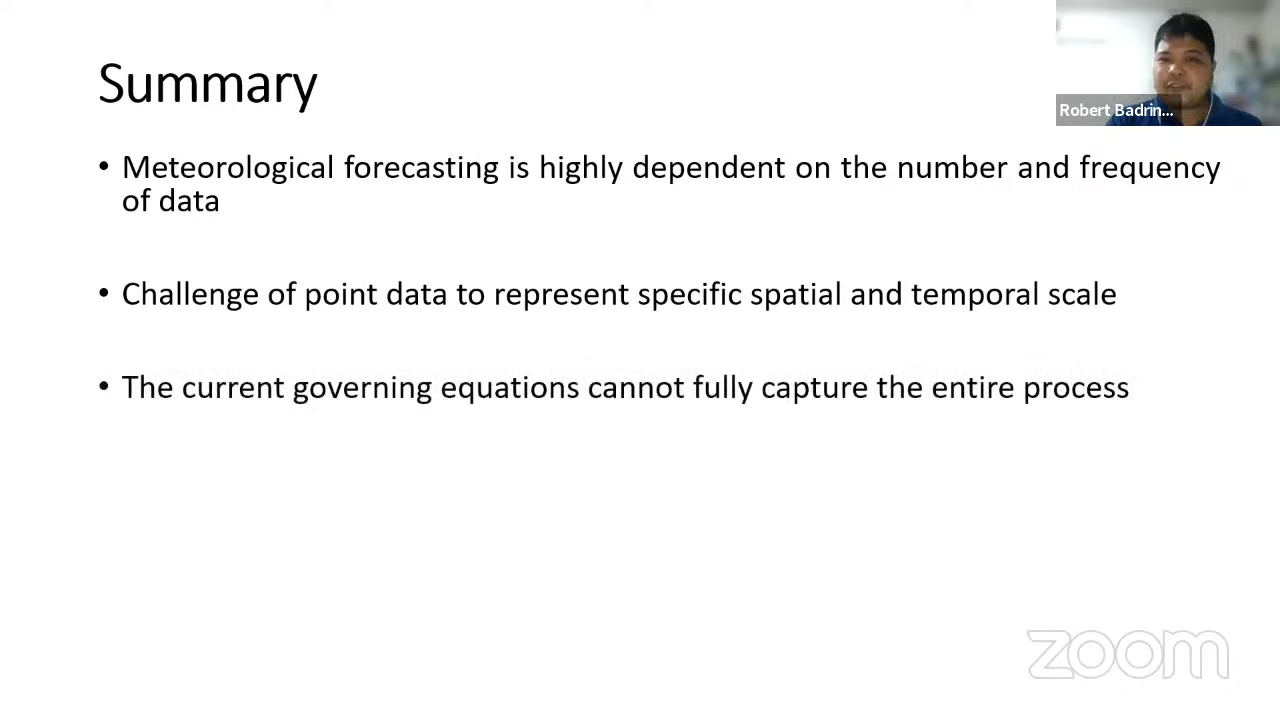 Summary
Robert Badrin...
• Meteorological forecasting is highly dependent on the number and frequency
of data
• Challenge of point data to represent specific spatial and temporal scale
• The current governing equations cannot fully capture the entire process
zoom